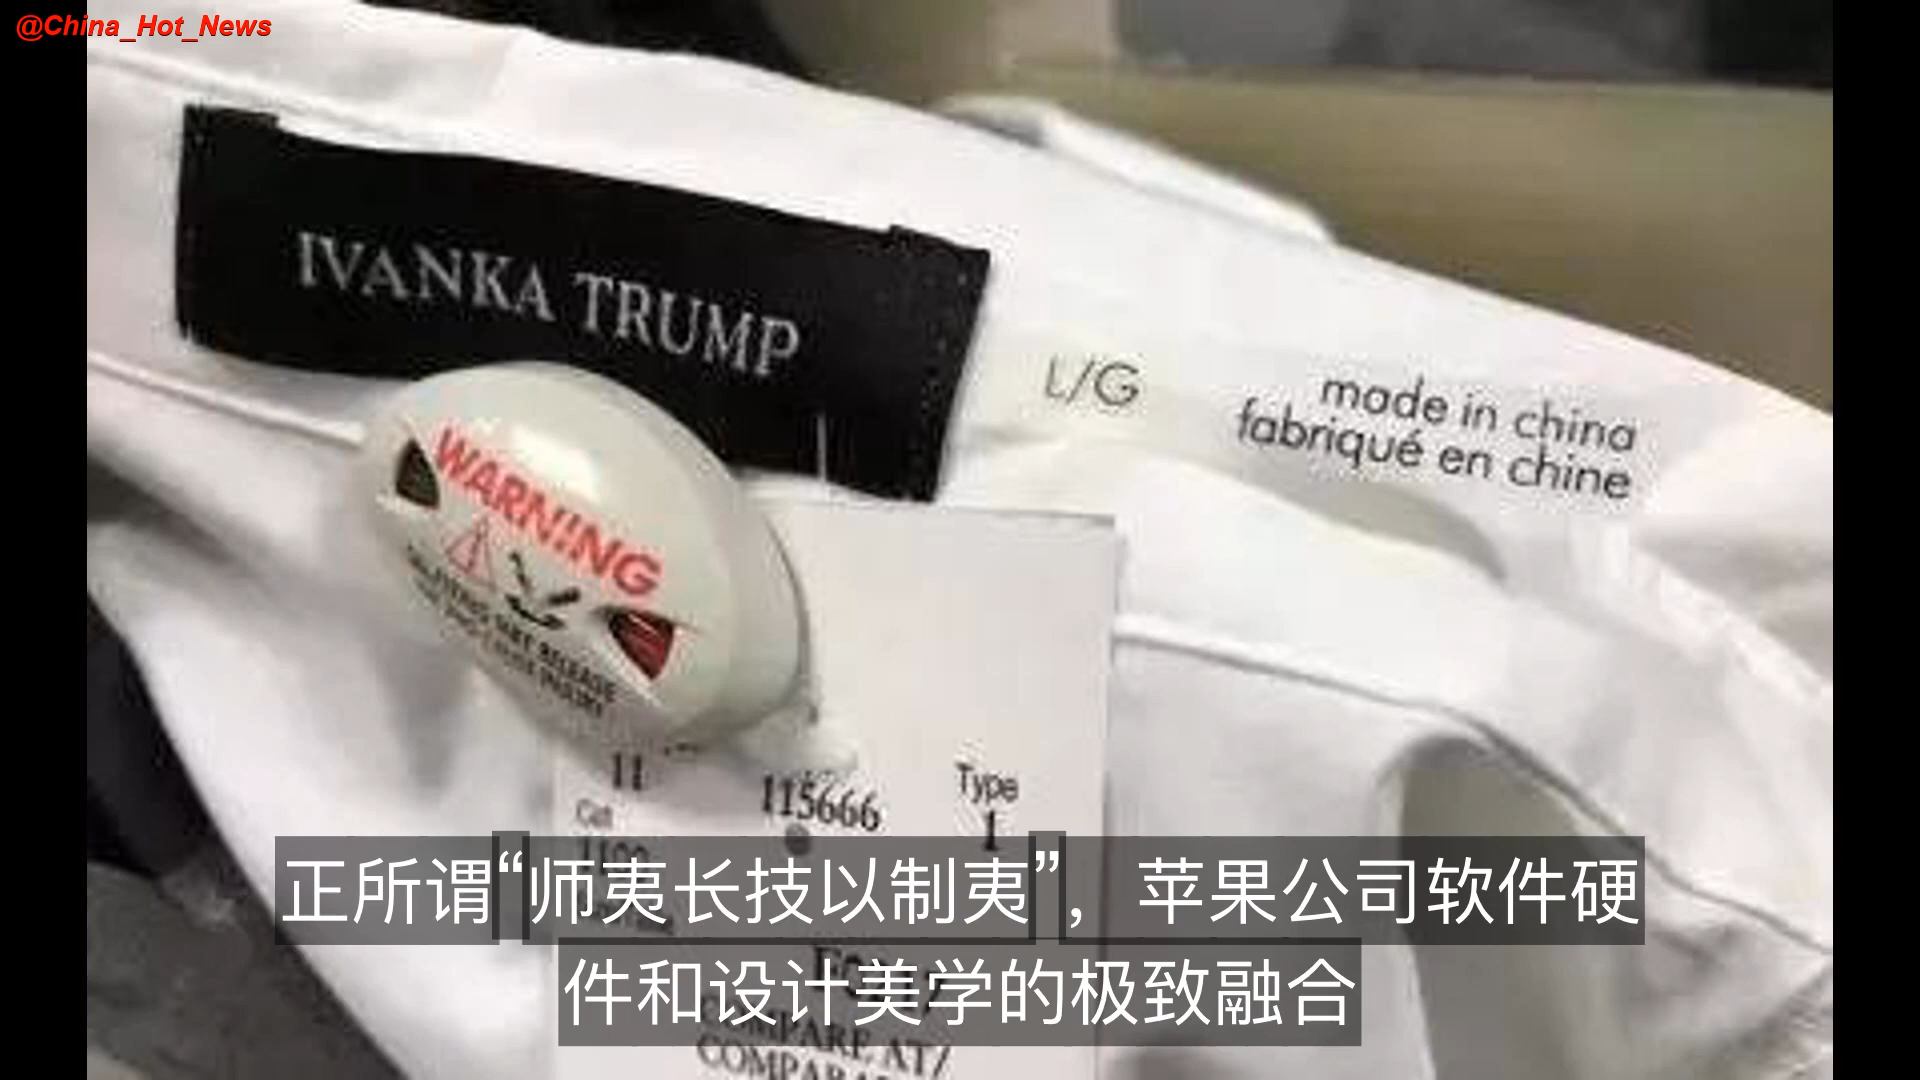 @China_Hot_News
IVANKA TRUMP
L/G
made in china
fabriqué en chine
WARNING
11
115666
Type
1
正所谓“师夷长技以制夷”，苹果公司软件硬
件和设计美学的极致融合
COMPARE AT/